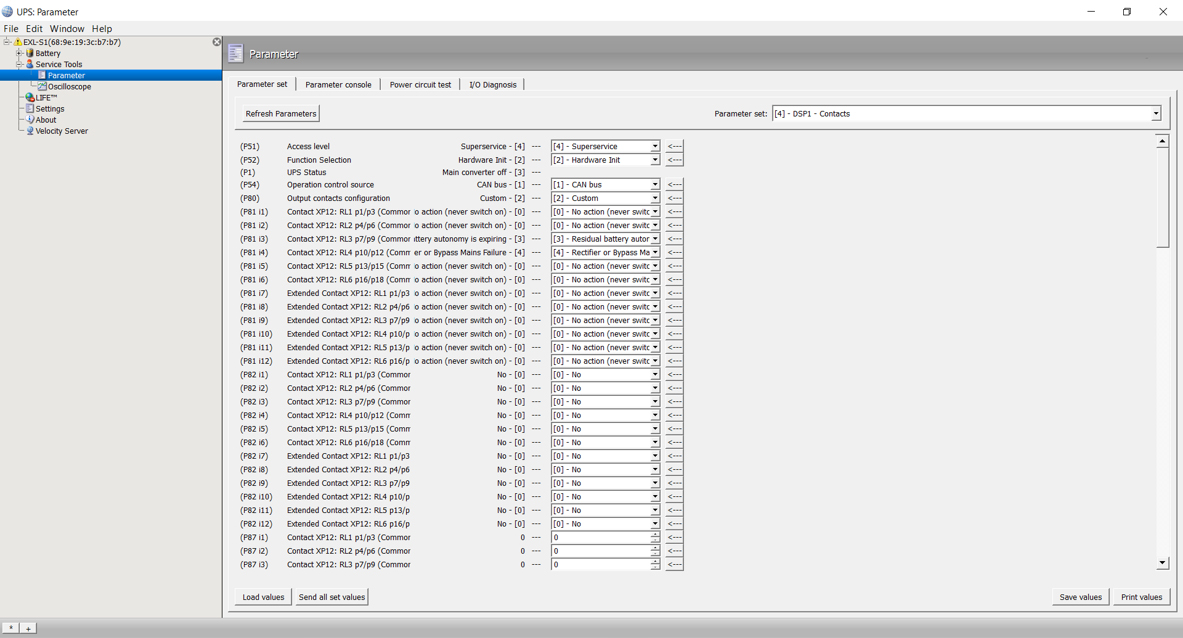 UPS: Parameter
File Edit Window Help
EXL-S1(68:9e:19:3c:b7:b7)
Battery
Service Tools
Parameter
Oscilloscope
LIFE™
Settings
About
Velocity Server
Parameter
Parameter set Parameter console Power circuit test I/O Diagnosis
Refresh Parameters Parameter set: [4] - DSP1 - Contacts
(P51) Access level Superservice - [4] --- [4] - Superservice <---
(P52) Function Selection Hardware Init - [2] --- [2] - Hardware Init <---
(P1) UPS Status Main converter off - [3] ---
(P54) Operation control source CAN bus - [1] --- [1] - CAN bus <---
(P80) Output contacts configuration Custom - [2] --- [2] - Custom <---
(P81 i1) Contact XP12: RL1 p1/p3 (Common o action (never switch on) - [0] --- [0] - No action (never switc <---
(P81 i2) Contact XP12: RL2 p4/p6 (Common o action (never switch on) - [0] --- [0] - No action (never switc <---
(P81 i3) Contact XP12: RL3 p7/p9 (Common ttery autonomy is expiring - [3] --- [3] - Residual battery autor <---
(P81 i4) Contact XP12: RL4 p10/p12 (Comm er or Bypass Mains Failure - [4] --- [4] - Rectifier or Bypass Ma <---
(P81 i5) Contact XP12: RL5 p13/p15 (Comm o action (never switch on) - [0] --- [0] - No action (never switc <---
(P81 i6) Contact XP12: RL6 p16/p18 (Comm o action (never switch on) - [0] --- [0] - No action (never switc <---
(P81 i7) Extended Contact XP12: RL1 p1/p3 o action (never switch on) - [0] --- [0] - No action (never switc <---
(P81 i8) Extended Contact XP12: RL2 p4/p6 o action (never switch on) - [0] --- [0] - No action (never switc <---
(P81 i9) Extended Contact XP12: RL3 p7/p9 o action (never switch on) - [0] --- [0] - No action (never switc <---
(P81 i10) Extended Contact XP12: RL4 p10/p o action (never switch on) - [0] --- [0] - No action (never switc <---
(P81 i11) Extended Contact XP12: RL5 p13/p o action (never switch on) - [0] --- [0] - No action (never switc <---
(P81 i12) Extended Contact XP12: RL6 p16/p o action (never switch on) - [0] --- [0] - No action (never switc <---
(P82 i1) Contact XP12: RL1 p1/p3 (Common No - [0] --- [0] - No <---
(P82 i2) Contact XP12: RL2 p4/p6 (Common No - [0] --- [0] - No <---
(P82 i3) Contact XP12: RL3 p7/p9 (Common No - [0] --- [0] - No <---
(P82 i4) Contact XP12: RL4 p10/p12 (Comm No - [0] --- [0] - No <---
(P82 i5) Contact XP12: RL5 p13/p15 (Comm No - [0] --- [0] - No <---
(P82 i6) Contact XP12: RL6 p16/p18 (Comm No - [0] --- [0] - No <---
(P82 i7) Extended Contact XP12: RL1 p1/p3 No - [0] --- [0] - No <---
(P82 i8) Extended Contact XP12: RL2 p4/p6 No - [0] --- [0] - No <---
(P82 i9) Extended Contact XP12: RL3 p7/p9 No - [0] --- [0] - No <---
(P82 i10) Extended Contact XP12: RL4 p10/p No - [0] --- [0] - No <---
(P82 i11) Extended Contact XP12: RL5 p13/p No - [0] --- [0] - No <---
(P82 i12) Extended Contact XP12: RL6 p16/p No - [0] --- [0] - No <---
(P87 i1) Contact XP12: RL1 p1/p3 (Common 0 --- 0 <---
(P87 i2) Contact XP12: RL2 p4/p6 (Common 0 --- 0 <---
(P87 i3) Contact XP12: RL3 p7/p9 (Common 0 --- 0 <---
Load values Send all set values Save values Print values
* +